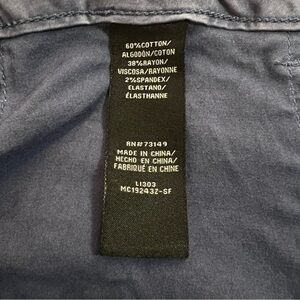 60%COTTON/
ALGODÓN/COTON
38%RAYON/
VISCOSA/RAYONNE
2%SPANDEX/
ELASTANO/
ÉLASTHANNE
RN#73149
MADE IN CHINA/
HECHO EN CHINA/
FABRIQUÉ EN CHINE
L1303
MC19243Z-SF